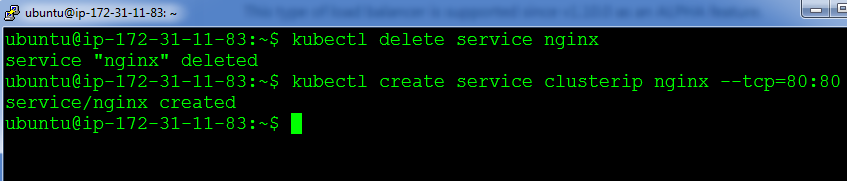 ubuntu@ip-172-31-11-83: ~
ubuntu@ip-172-31-11-83:~$ kubectl delete service nginx
service "nginx" deleted
ubuntu@ip-172-31-11-83:~$ kubectl create service clusterip nginx --tcp=80:80
service/nginx created
ubuntu@ip-172-31-11-83:~$